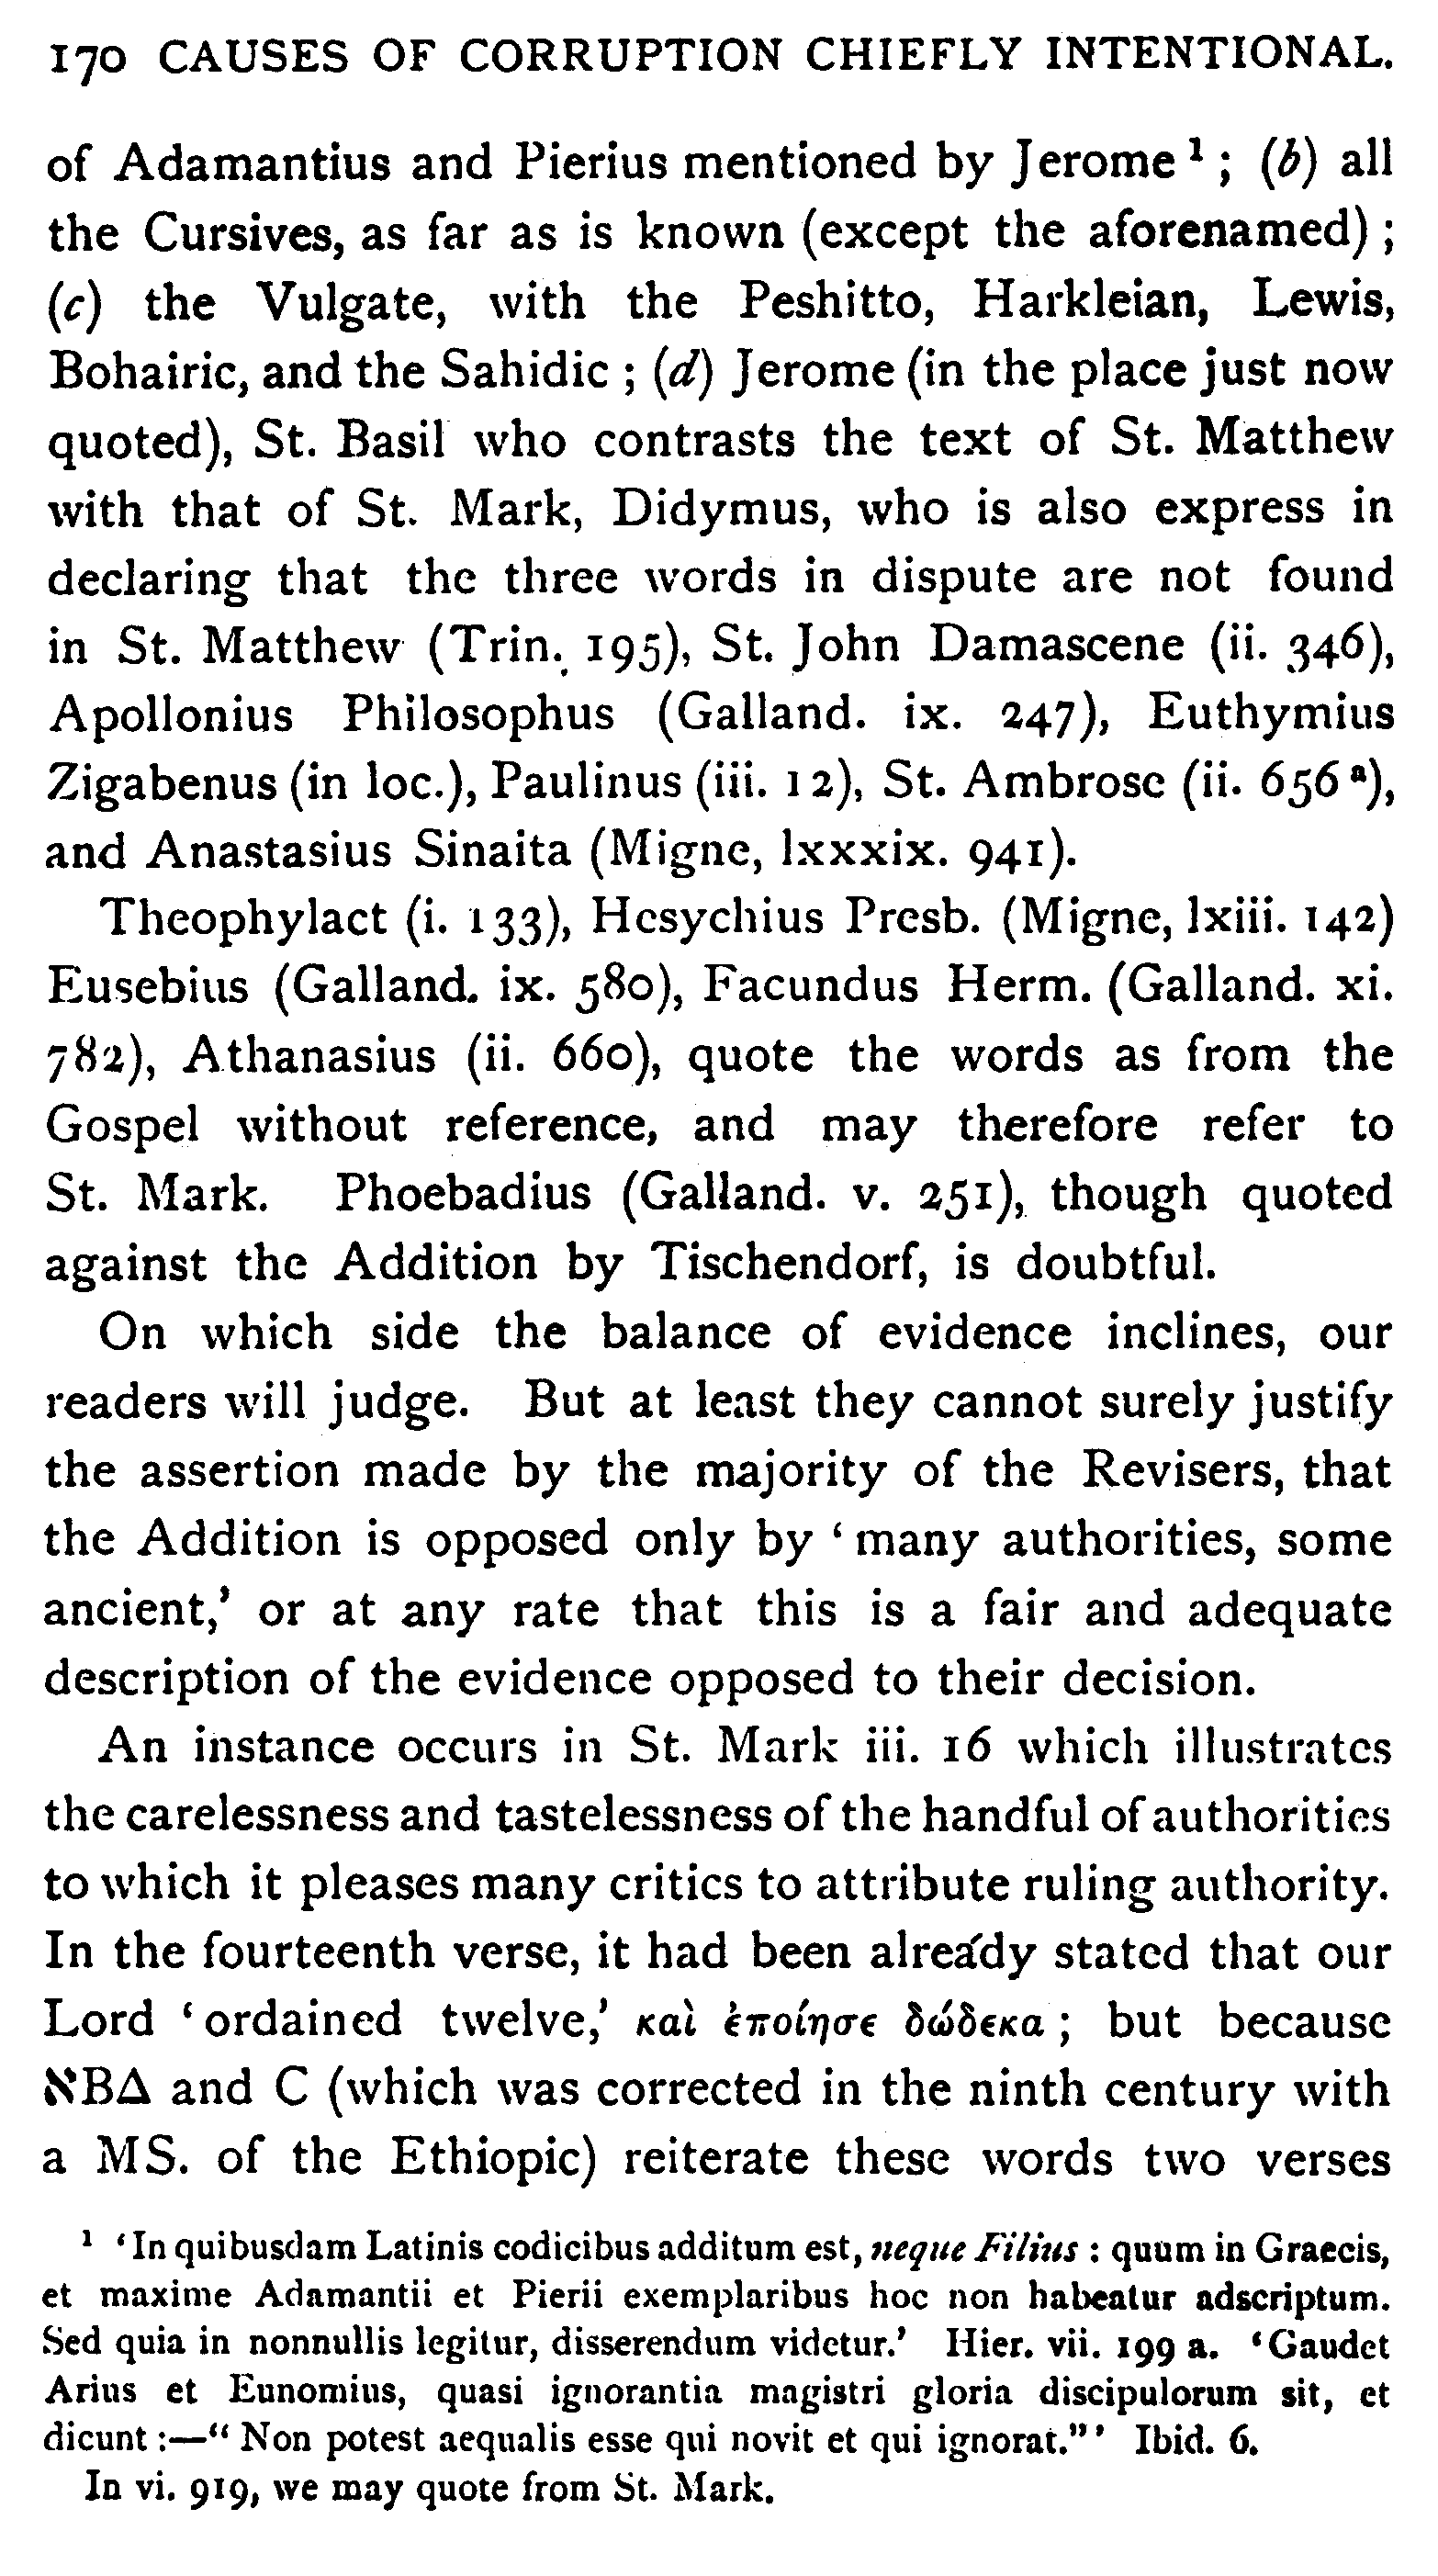 170 CAUSES OF CORRUPTION CHIEFLY INTENTIONAL.
of Adamantius and Pierius mentioned by Jerome ¹ ; (b) all
the Cursives, as far as is known (except the aforenamed) ;
(c) the Vulgate, with the Peshitto, Harkleian, Lewis,
Bohairic, and the Sahidic ; (d) Jerome (in the place just now
quoted), St. Basil who contrasts the text of St. Matthew
with that of St. Mark, Didymus, who is also express in
declaring that the three words in dispute are not found
in St. Matthew (Trin. 195), St. John Damascene (ii. 346),
Apollonius Philosophus (Galland. ix. 247), Euthymius
Zigabenus (in loc.), Paulinus (iii. 12), St. Ambrose (ii. 656 ª),
and Anastasius Sinaita (Migne, lxxxix. 941).
Theophylact (i. 133), Hesychius Presb. (Migne, lxiii. 142)
Eusebius (Galland. ix. 580), Facundus Herm. (Galland. xi.
782), Athanasius (ii. 660), quote the words as from the
Gospel without reference, and may therefore refer to
St. Mark. Phoebadius (Galland. v. 251), though quoted
against the Addition by Tischendorf, is doubtful.
On which side the balance of evidence inclines, our
readers will judge. But at least they cannot surely justify
the assertion made by the majority of the Revisers, that
the Addition is opposed only by ‘ many authorities, some
ancient,’ or at any rate that this is a fair and adequate
description of the evidence opposed to their decision.
An instance occurs in St. Mark iii. 16 which illustrates
the carelessness and tastelessness of the handful of authorities
to which it pleases many critics to attribute ruling authority.
In the fourteenth verse, it had been already stated that our
Lord ‘ ordained twelve,’ καὶ ἐποίησε δώδεκα ; but because
ℵBΔ and C (which was corrected in the ninth century with
a MS. of the Ethiopic) reiterate these words two verses
¹ ‘In quibusdam Latinis codicibus additum est, neque Filius : quum in Graecis,
et maxime Adamantii et Pierii exemplaribus hoc non habeatur adscriptum.
Sed quia in nonnullis legitur, disserendum videtur.’ Hier. vii. 199 a. ‘Gaudet
Arius et Eunomius, quasi ignorantia magistri gloria discipulorum sit, et
dicunt :—“ Non potest aequalis esse qui novit et qui ignorat.”’ Ibid. 6.
In vi. 919, we may quote from St. Mark.